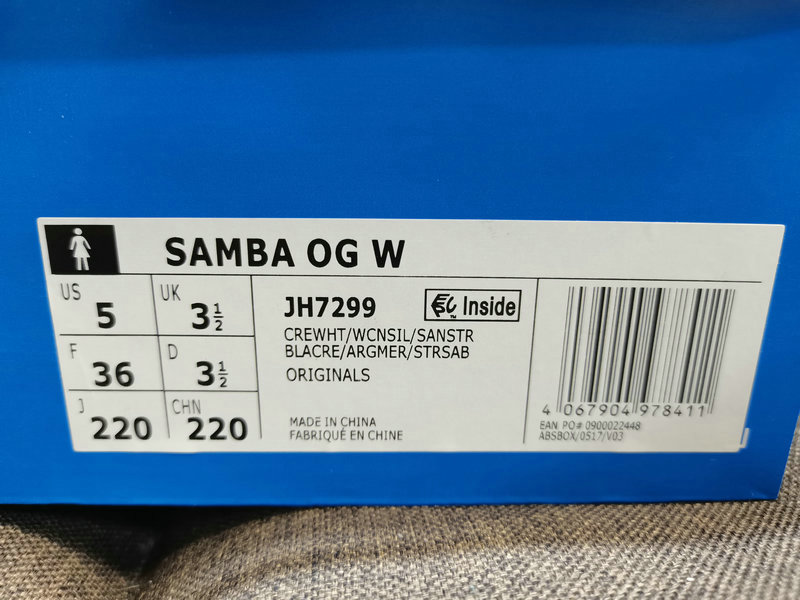 SAMBA OG W
US 5 UK 3½
F 36 D 3½
J 220 CHN 220
JH7299
Inside
TM
CREWHT/WCNSIL/SANSTR
BLACRE/ARGMER/STRSAB
ORIGINALS
MADE IN CHINA
FABRIQUÉ EN CHINE
4 067904 978411
EAN PO# 0900022448
ABSBOX/0517/V03